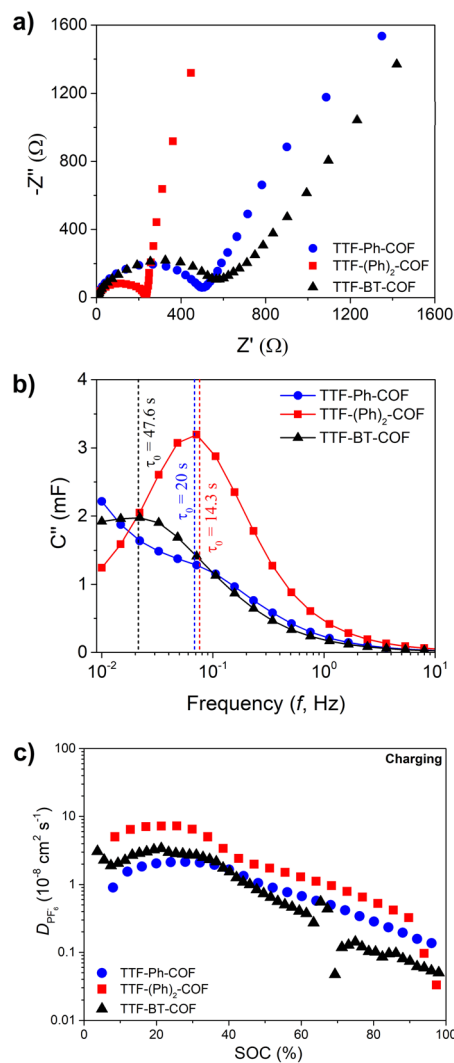 a)
1600
1200
800
400
0
-Z'' (Ω)
TTF-Ph-COF
TTF-(Ph)₂-COF
TTF-BT-COF
0 400 800 1200 1600
Z' (Ω)
b)
4
3
2
1
0
C'' (mF)
TTF-Ph-COF
TTF-(Ph)₂-COF
TTF-BT-COF
τ₀ = 47.6 s
τ₀ = 20 s
τ₀ = 14.3 s
10⁻² 10⁻¹ 10⁰ 10¹
Frequency (f, Hz)
c)
Charging
100
10
1
0.1
0.01
D_PF₆ (10⁻⁸ cm² s⁻¹)
TTF-Ph-COF
TTF-(Ph)₂-COF
TTF-BT-COF
0 20 40 60 80 100
SOC (%)